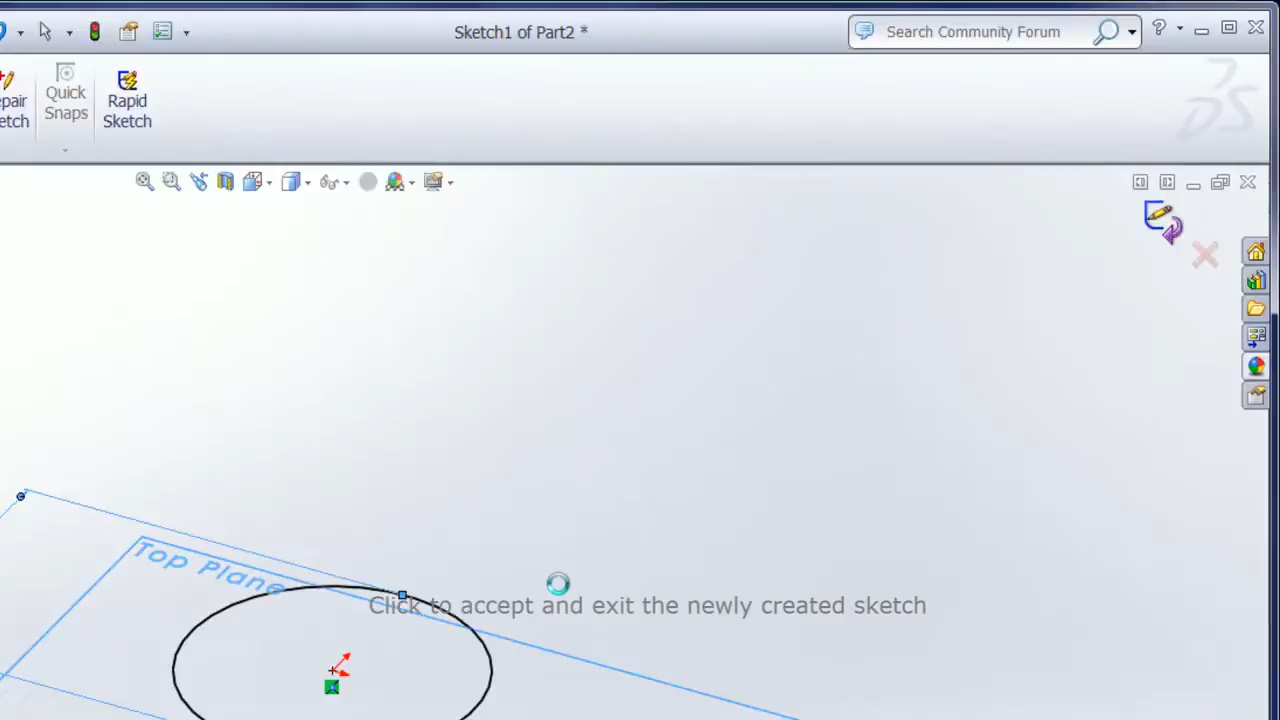 Sketch1 of Part2 *
Search Community Forum
?
epair
etch
Quick
Snaps
Rapid
Sketch
Top Plane
Click to accept and exit the newly created sketch